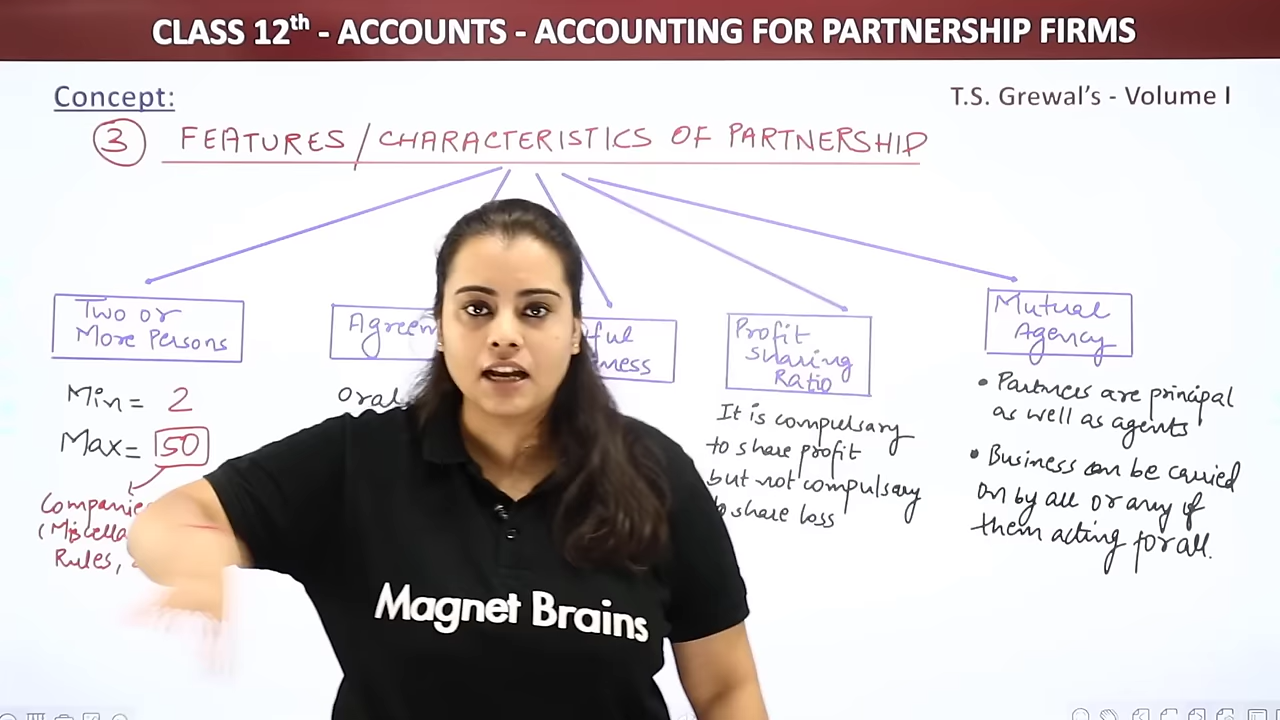 CLASS 12th - ACCOUNTS - ACCOUNTING FOR PARTNERSHIP FIRMS
Concept:
T.S. Grewal's - Volume I
3 FEATURES / CHARACTERISTICS OF PARTNERSHIP
Two or
More Persons
Min = 2
Max = 50
(
Rules,
Oral
Profit
Sharing
Ratio
It is compulsary
to share profit
but not compulsary
to share loss
Mutual
Agency
• Partners are principal
as well as agents
• Business can be carried
on by all or any if
them acting for all.
Magnet Brains